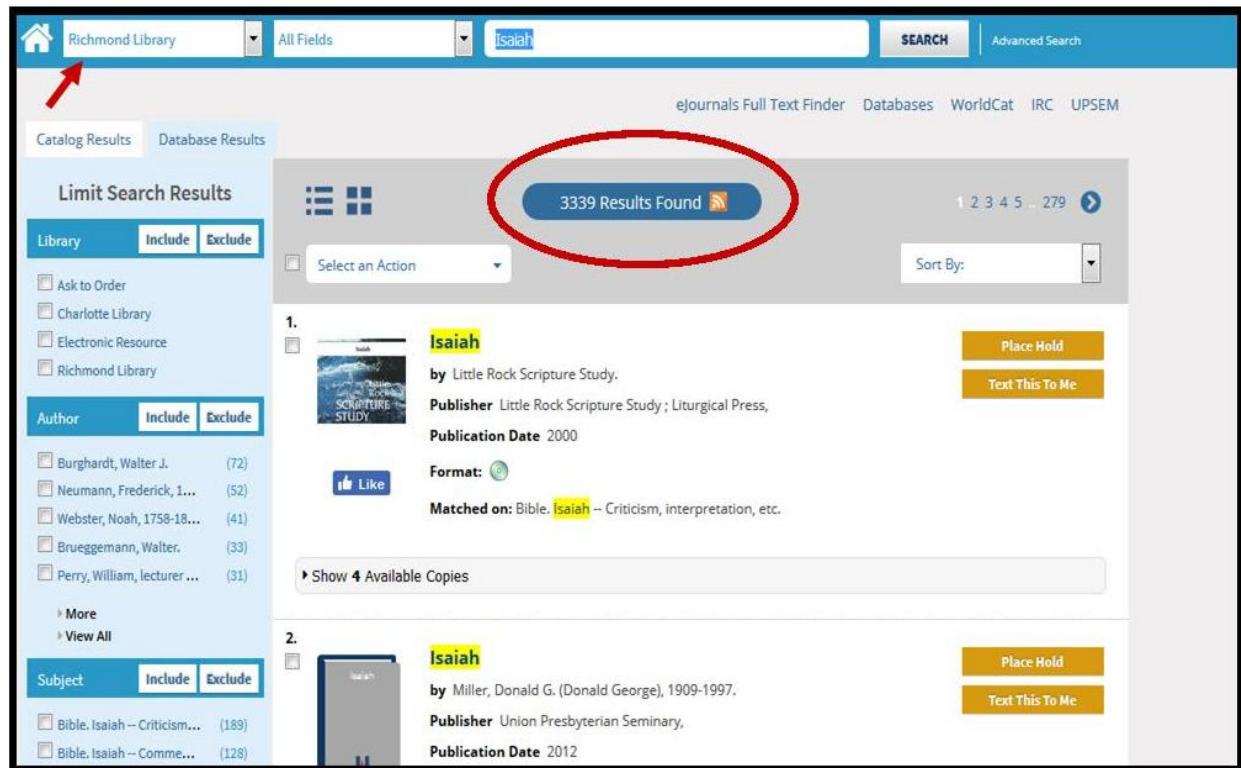 Richmond Library All Fields Isaiah SEARCH Advanced Search
eJournals Full Text Finder Databases WorldCat IRC UPSEM
Catalog Results Database Results
Limit Search Results
3339 Results Found
1 2 3 4 5 .. 279
Library Include Exclude
Select an Action
Sort By:
Ask to Order
Charlotte Library
Electronic Resource
Richmond Library
Author Include Exclude
Burghardt, Walter J. (72)
Neumann, Frederick, 1... (52)
Webster, Noah, 1758-18... (41)
Brueggemann, Walter. (33)
Perry, William, lecturer ... (31)
More
View All
Subject Include Exclude
Bible. Isaiah -- Criticism... (189)
Bible. Isaiah -- Comme... (128)
1.
Isaiah
Little Rock
SCRIPTURE
STUDY
Like
Isaiah
by Little Rock Scripture Study.
Publisher Little Rock Scripture Study ; Liturgical Press,
Publication Date 2000
Format:
Matched on: Bible. Isaiah -- Criticism, interpretation, etc.
Place Hold
Text This To Me
Show 4 Available Copies
2.
Isaiah
Isaiah
by Miller, Donald G. (Donald George), 1909-1997.
Publisher Union Presbyterian Seminary,
Publication Date 2012
Place Hold
Text This To Me